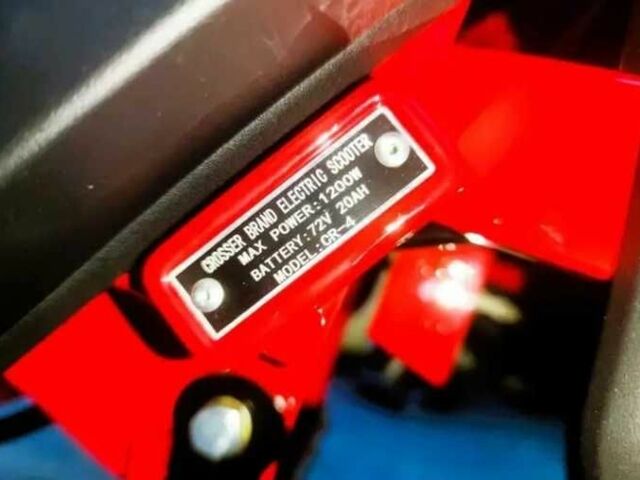 CROSSER BRAND ELECTRIC SCOOTER
MAX POWER:1200W
BATTERY:72V 20AH
MODEL:CR-4